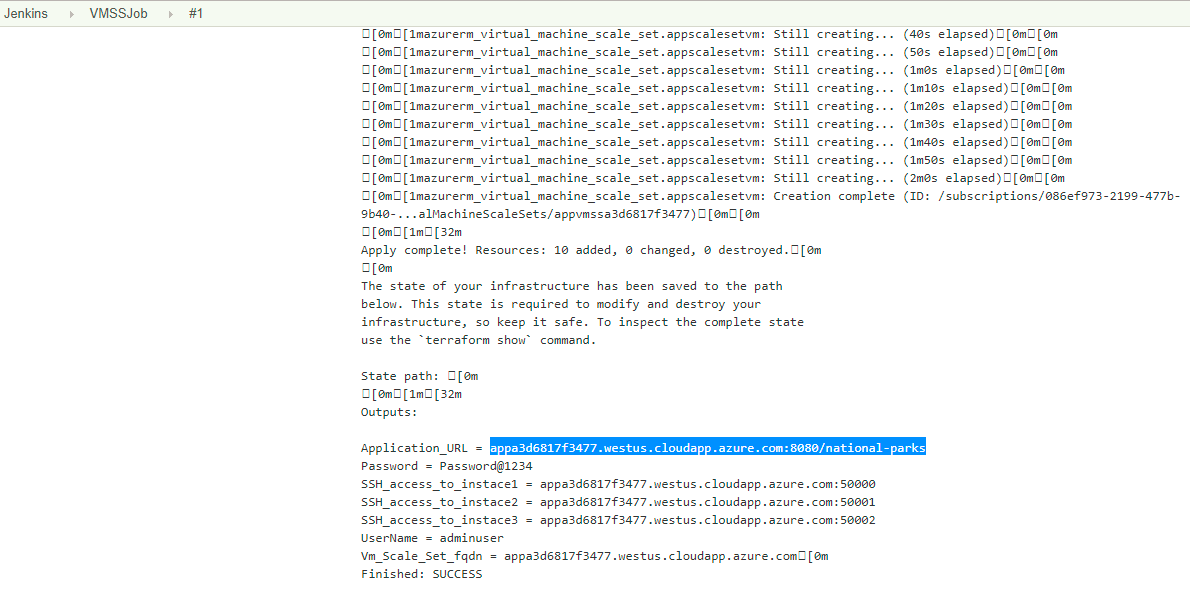 Jenkins VMSSJob #1
□[0m□[1mazurerm_virtual_machine_scale_set.appscalesetvm: Still creating... (40s elapsed)□[0m□[0m
□[0m□[1mazurerm_virtual_machine_scale_set.appscalesetvm: Still creating... (50s elapsed)□[0m□[0m
□[0m□[1mazurerm_virtual_machine_scale_set.appscalesetvm: Still creating... (1m0s elapsed)□[0m□[0m
□[0m□[1mazurerm_virtual_machine_scale_set.appscalesetvm: Still creating... (1m10s elapsed)□[0m□[0m
□[0m□[1mazurerm_virtual_machine_scale_set.appscalesetvm: Still creating... (1m20s elapsed)□[0m□[0m
□[0m□[1mazurerm_virtual_machine_scale_set.appscalesetvm: Still creating... (1m30s elapsed)□[0m□[0m
□[0m□[1mazurerm_virtual_machine_scale_set.appscalesetvm: Still creating... (1m40s elapsed)□[0m□[0m
□[0m□[1mazurerm_virtual_machine_scale_set.appscalesetvm: Still creating... (1m50s elapsed)□[0m□[0m
□[0m□[1mazurerm_virtual_machine_scale_set.appscalesetvm: Still creating... (2m0s elapsed)□[0m□[0m
□[0m□[1mazurerm_virtual_machine_scale_set.appscalesetvm: Creation complete (ID: /subscriptions/086ef973-2199-477b-
9b40-...alMachineScaleSets/appvmssa3d6817f3477)□[0m□[0m
□[0m□[1m□[32m
Apply complete! Resources: 10 added, 0 changed, 0 destroyed.□[0m
□[0m
The state of your infrastructure has been saved to the path
below. This state is required to modify and destroy your
infrastructure, so keep it safe. To inspect the complete state
use the `terraform show` command.
State path: □[0m
□[0m□[1m□[32m
Outputs:
Application_URL = appa3d6817f3477.westus.cloudapp.azure.com:8080/national-parks
Password = Password@1234
SSH_access_to_instace1 = appa3d6817f3477.westus.cloudapp.azure.com:50000
SSH_access_to_instace2 = appa3d6817f3477.westus.cloudapp.azure.com:50001
SSH_access_to_instace3 = appa3d6817f3477.westus.cloudapp.azure.com:50002
UserName = adminuser
Vm_Scale_Set_fqdn = appa3d6817f3477.westus.cloudapp.azure.com□[0m
Finished: SUCCESS